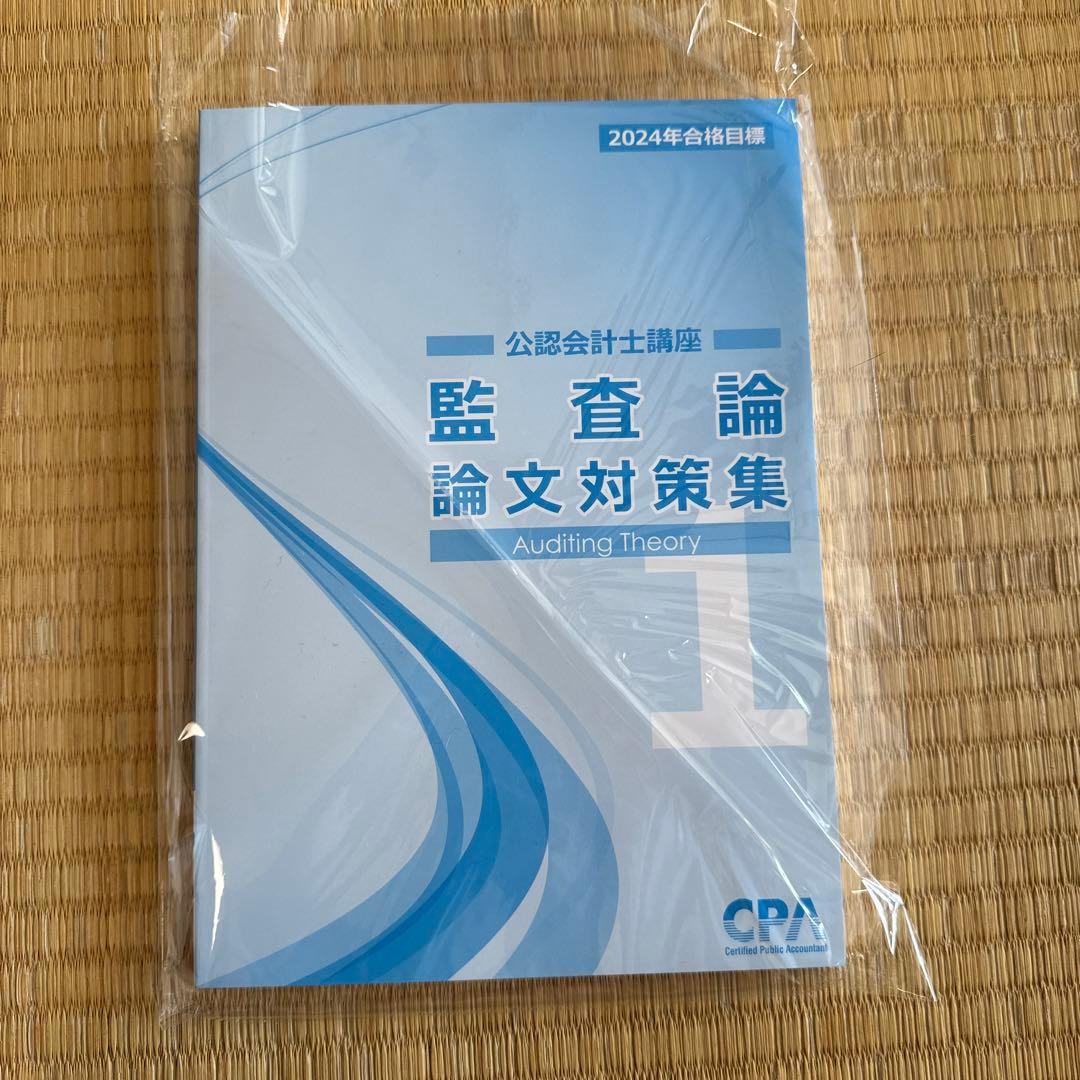 2024年合格目標
公認会計士講座
監査論
論文対策集
Auditing Theory
1
CPA
Certified Public Accountant